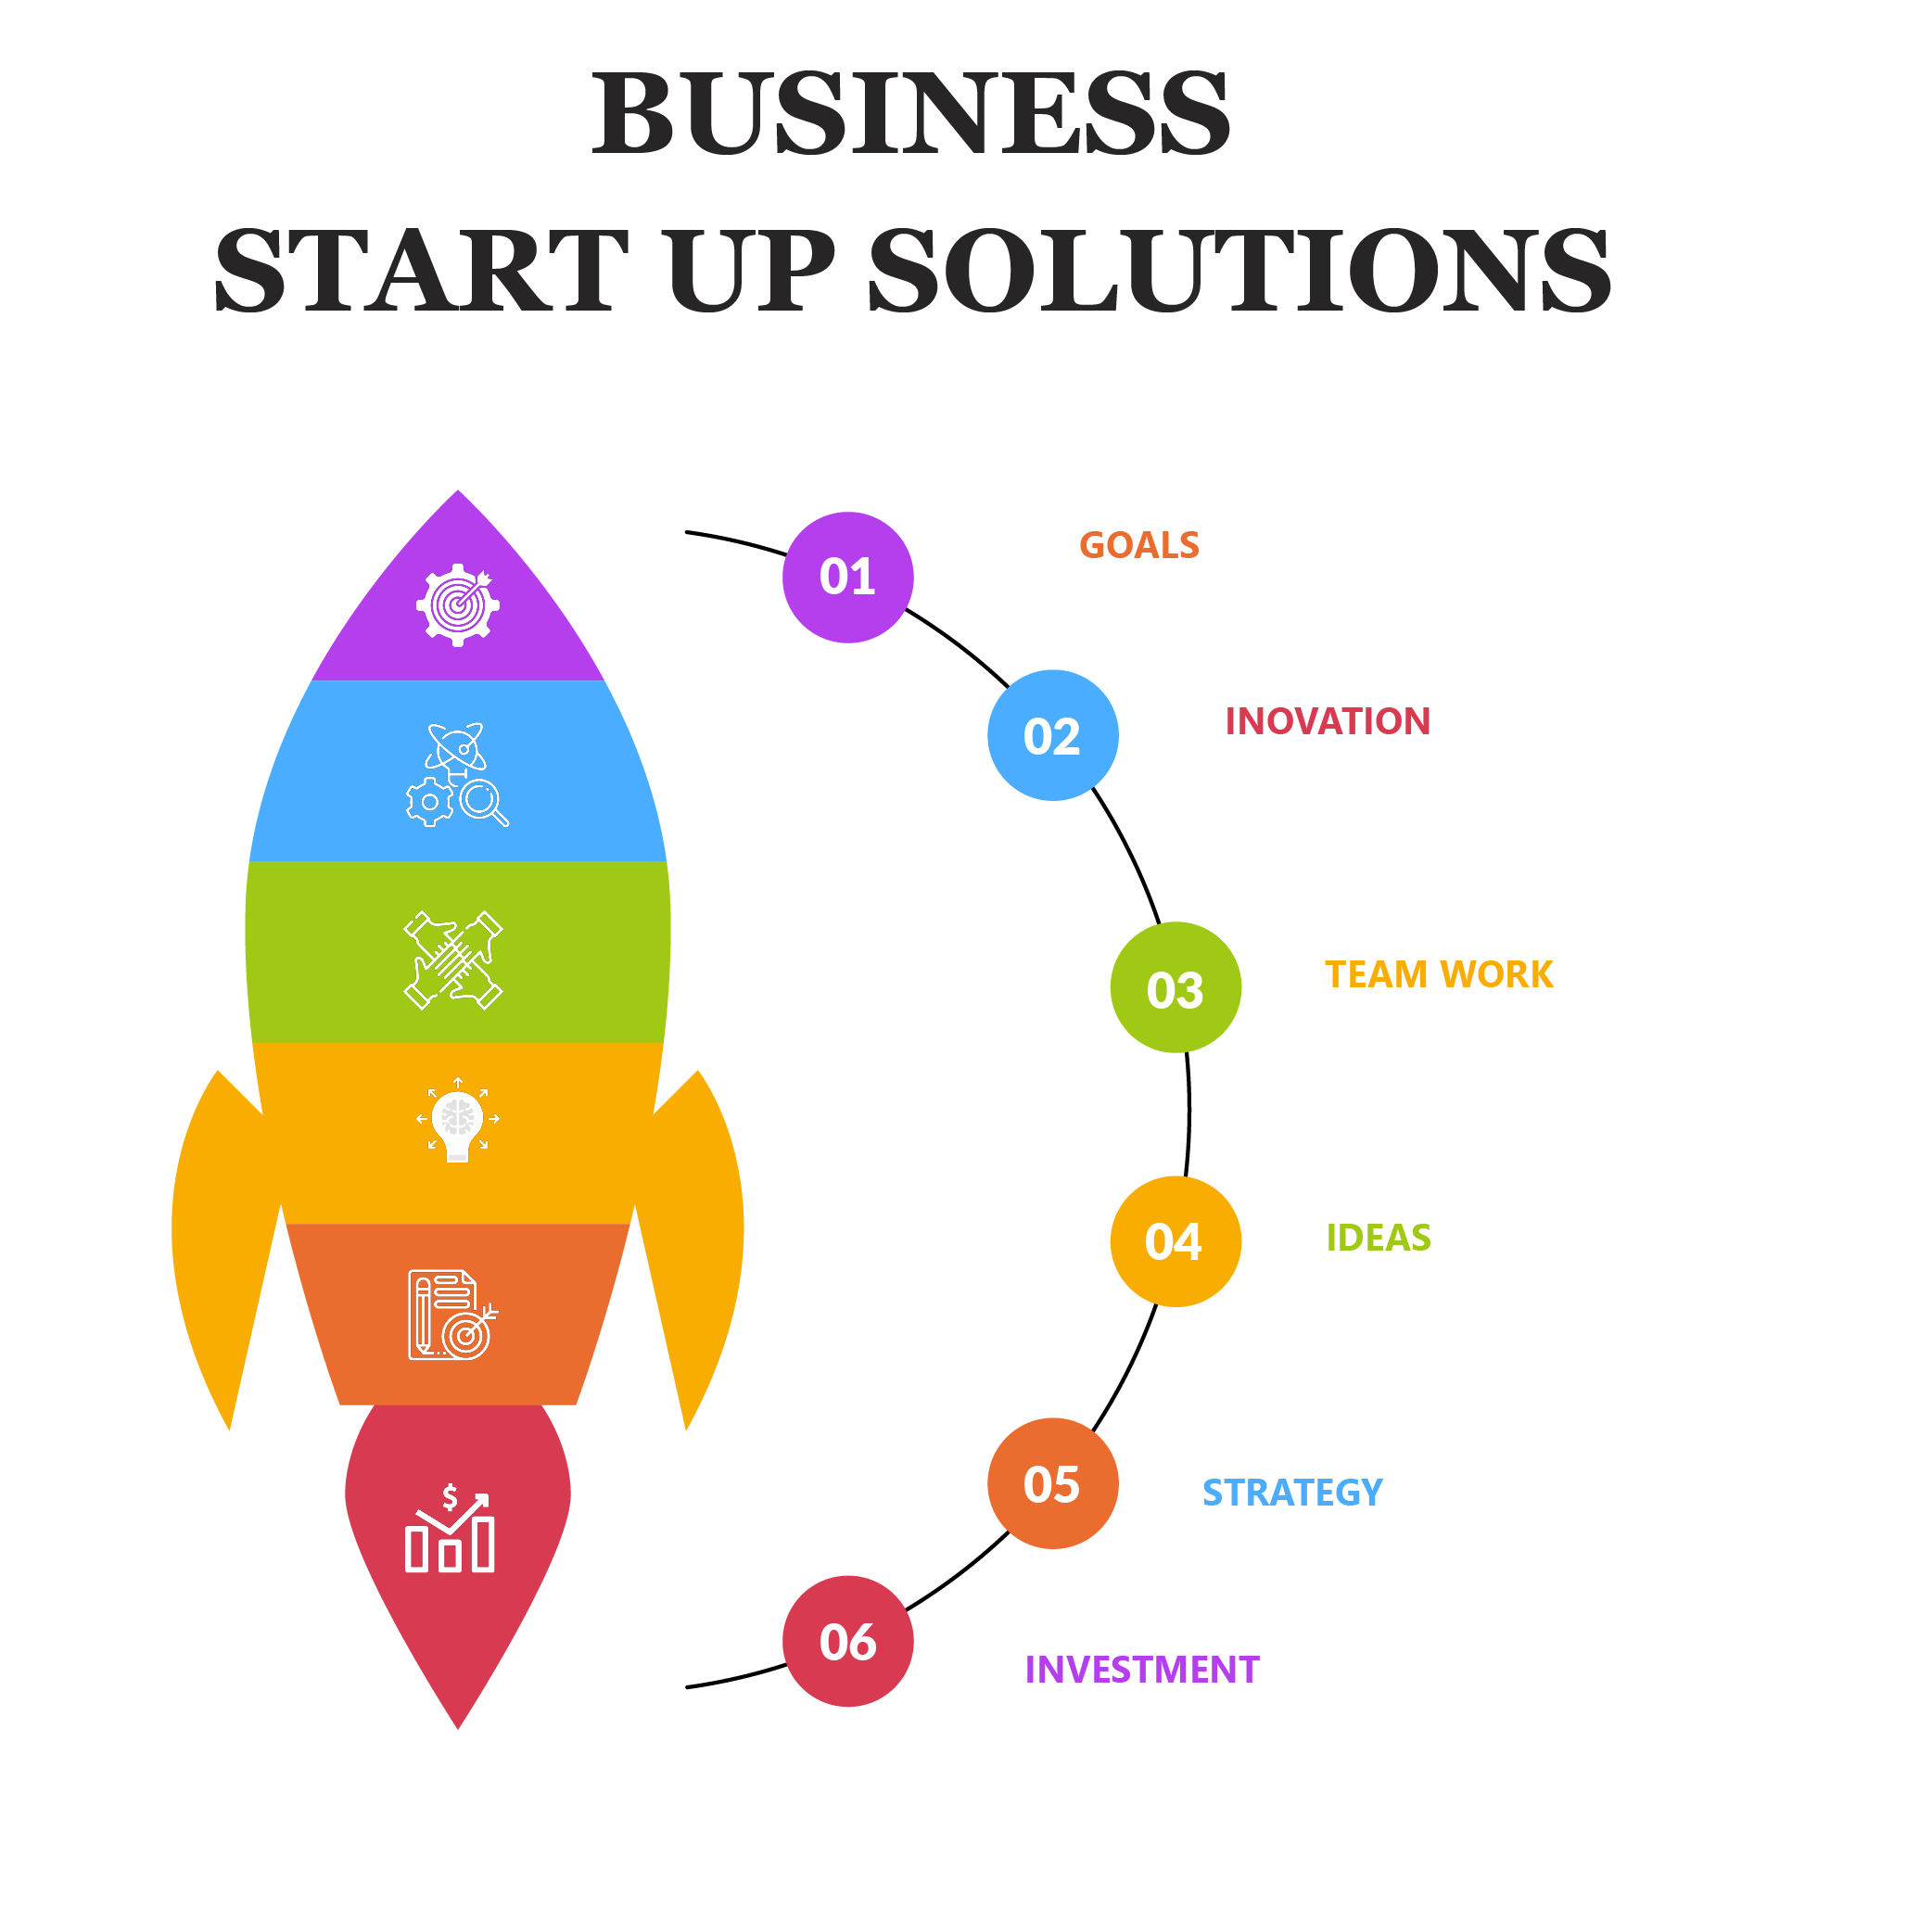 BUSINESS
START UP SOLUTIONS
01
GOALS
02
INOVATION
03
TEAM WORK
04
IDEAS
05
STRATEGY
$
06
INVESTMENT